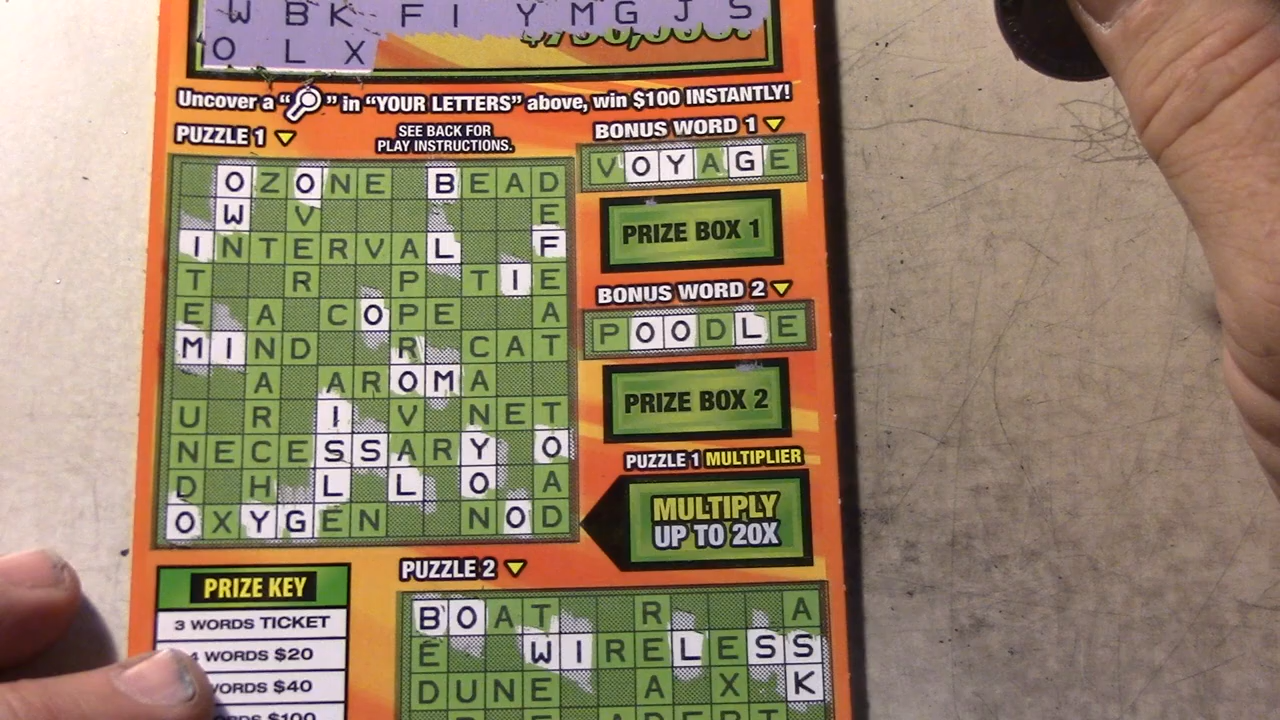 W B K F I Y M G J S
O L X
Uncover a " " in "YOUR LETTERS" above, win $100 INSTANTLY!
PUZZLE 1
SEE BACK FOR
PLAY INSTRUCTIONS.
BONUS WORD 1
VOYAGE
PRIZE BOX 1
BONUS WORD 2
POODLE
PRIZE BOX 2
PUZZLE 1 MULTIPLIER
MULTIPLY
UP TO 20X
OZONE BEAD
W V E
INTERVAL F
T R P TIE
E A COPE A
MIND R CAT
A AROMA
U R I V NET
NECESSARY O
D H L L O A
OXYGEN NOD
PRIZE KEY
3 WORDS TICKET
4 WORDS $20
WORDS $40
$100
PUZZLE 2
BOAT R A
E WIRELESS
DUNE A X K